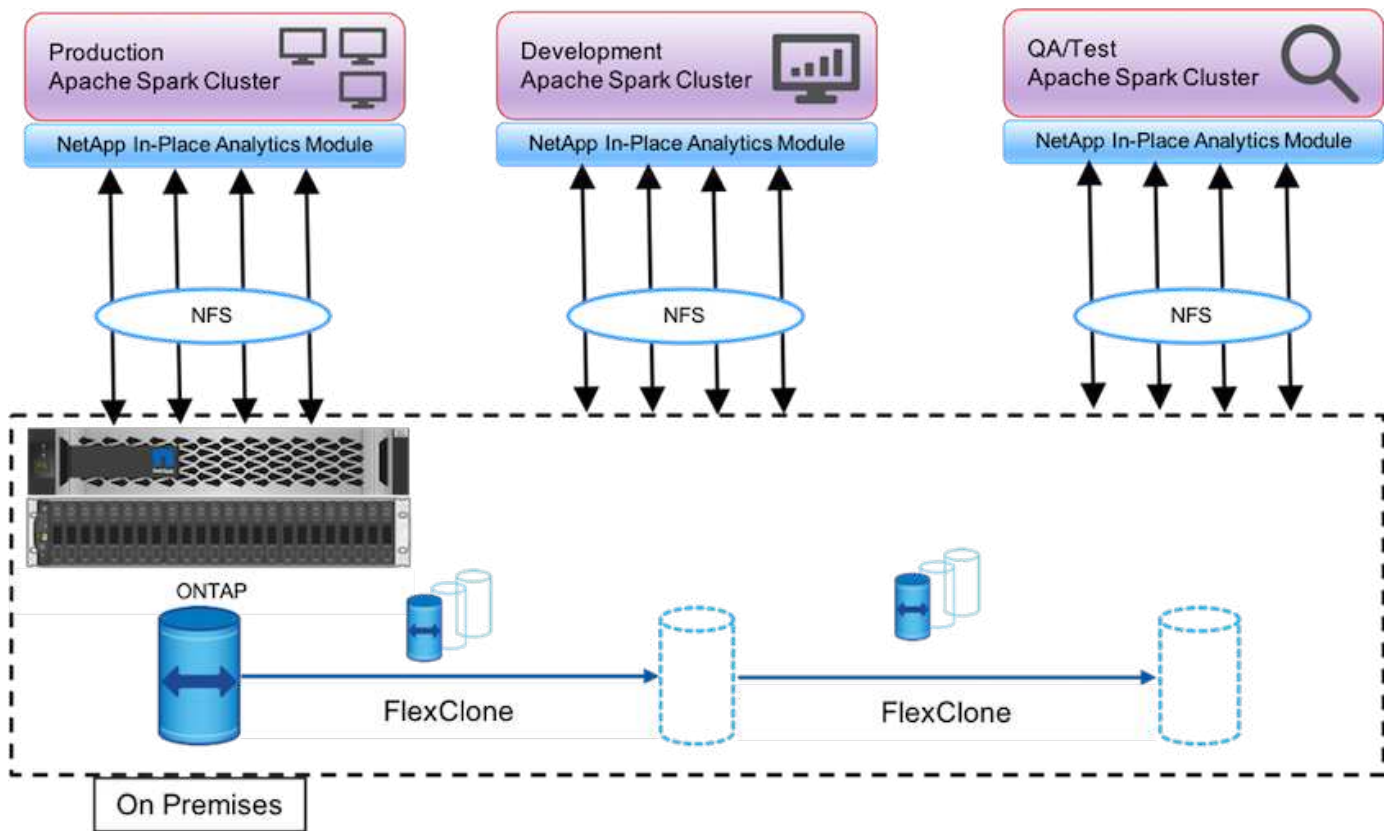 Production
Apache Spark Cluster
Development
Apache Spark Cluster
QA/Test
Apache Spark Cluster
NetApp In-Place Analytics Module
NetApp In-Place Analytics Module
NetApp In-Place Analytics Module
NFS
NFS
NFS
ONTAP
FlexClone
FlexClone
On Premises